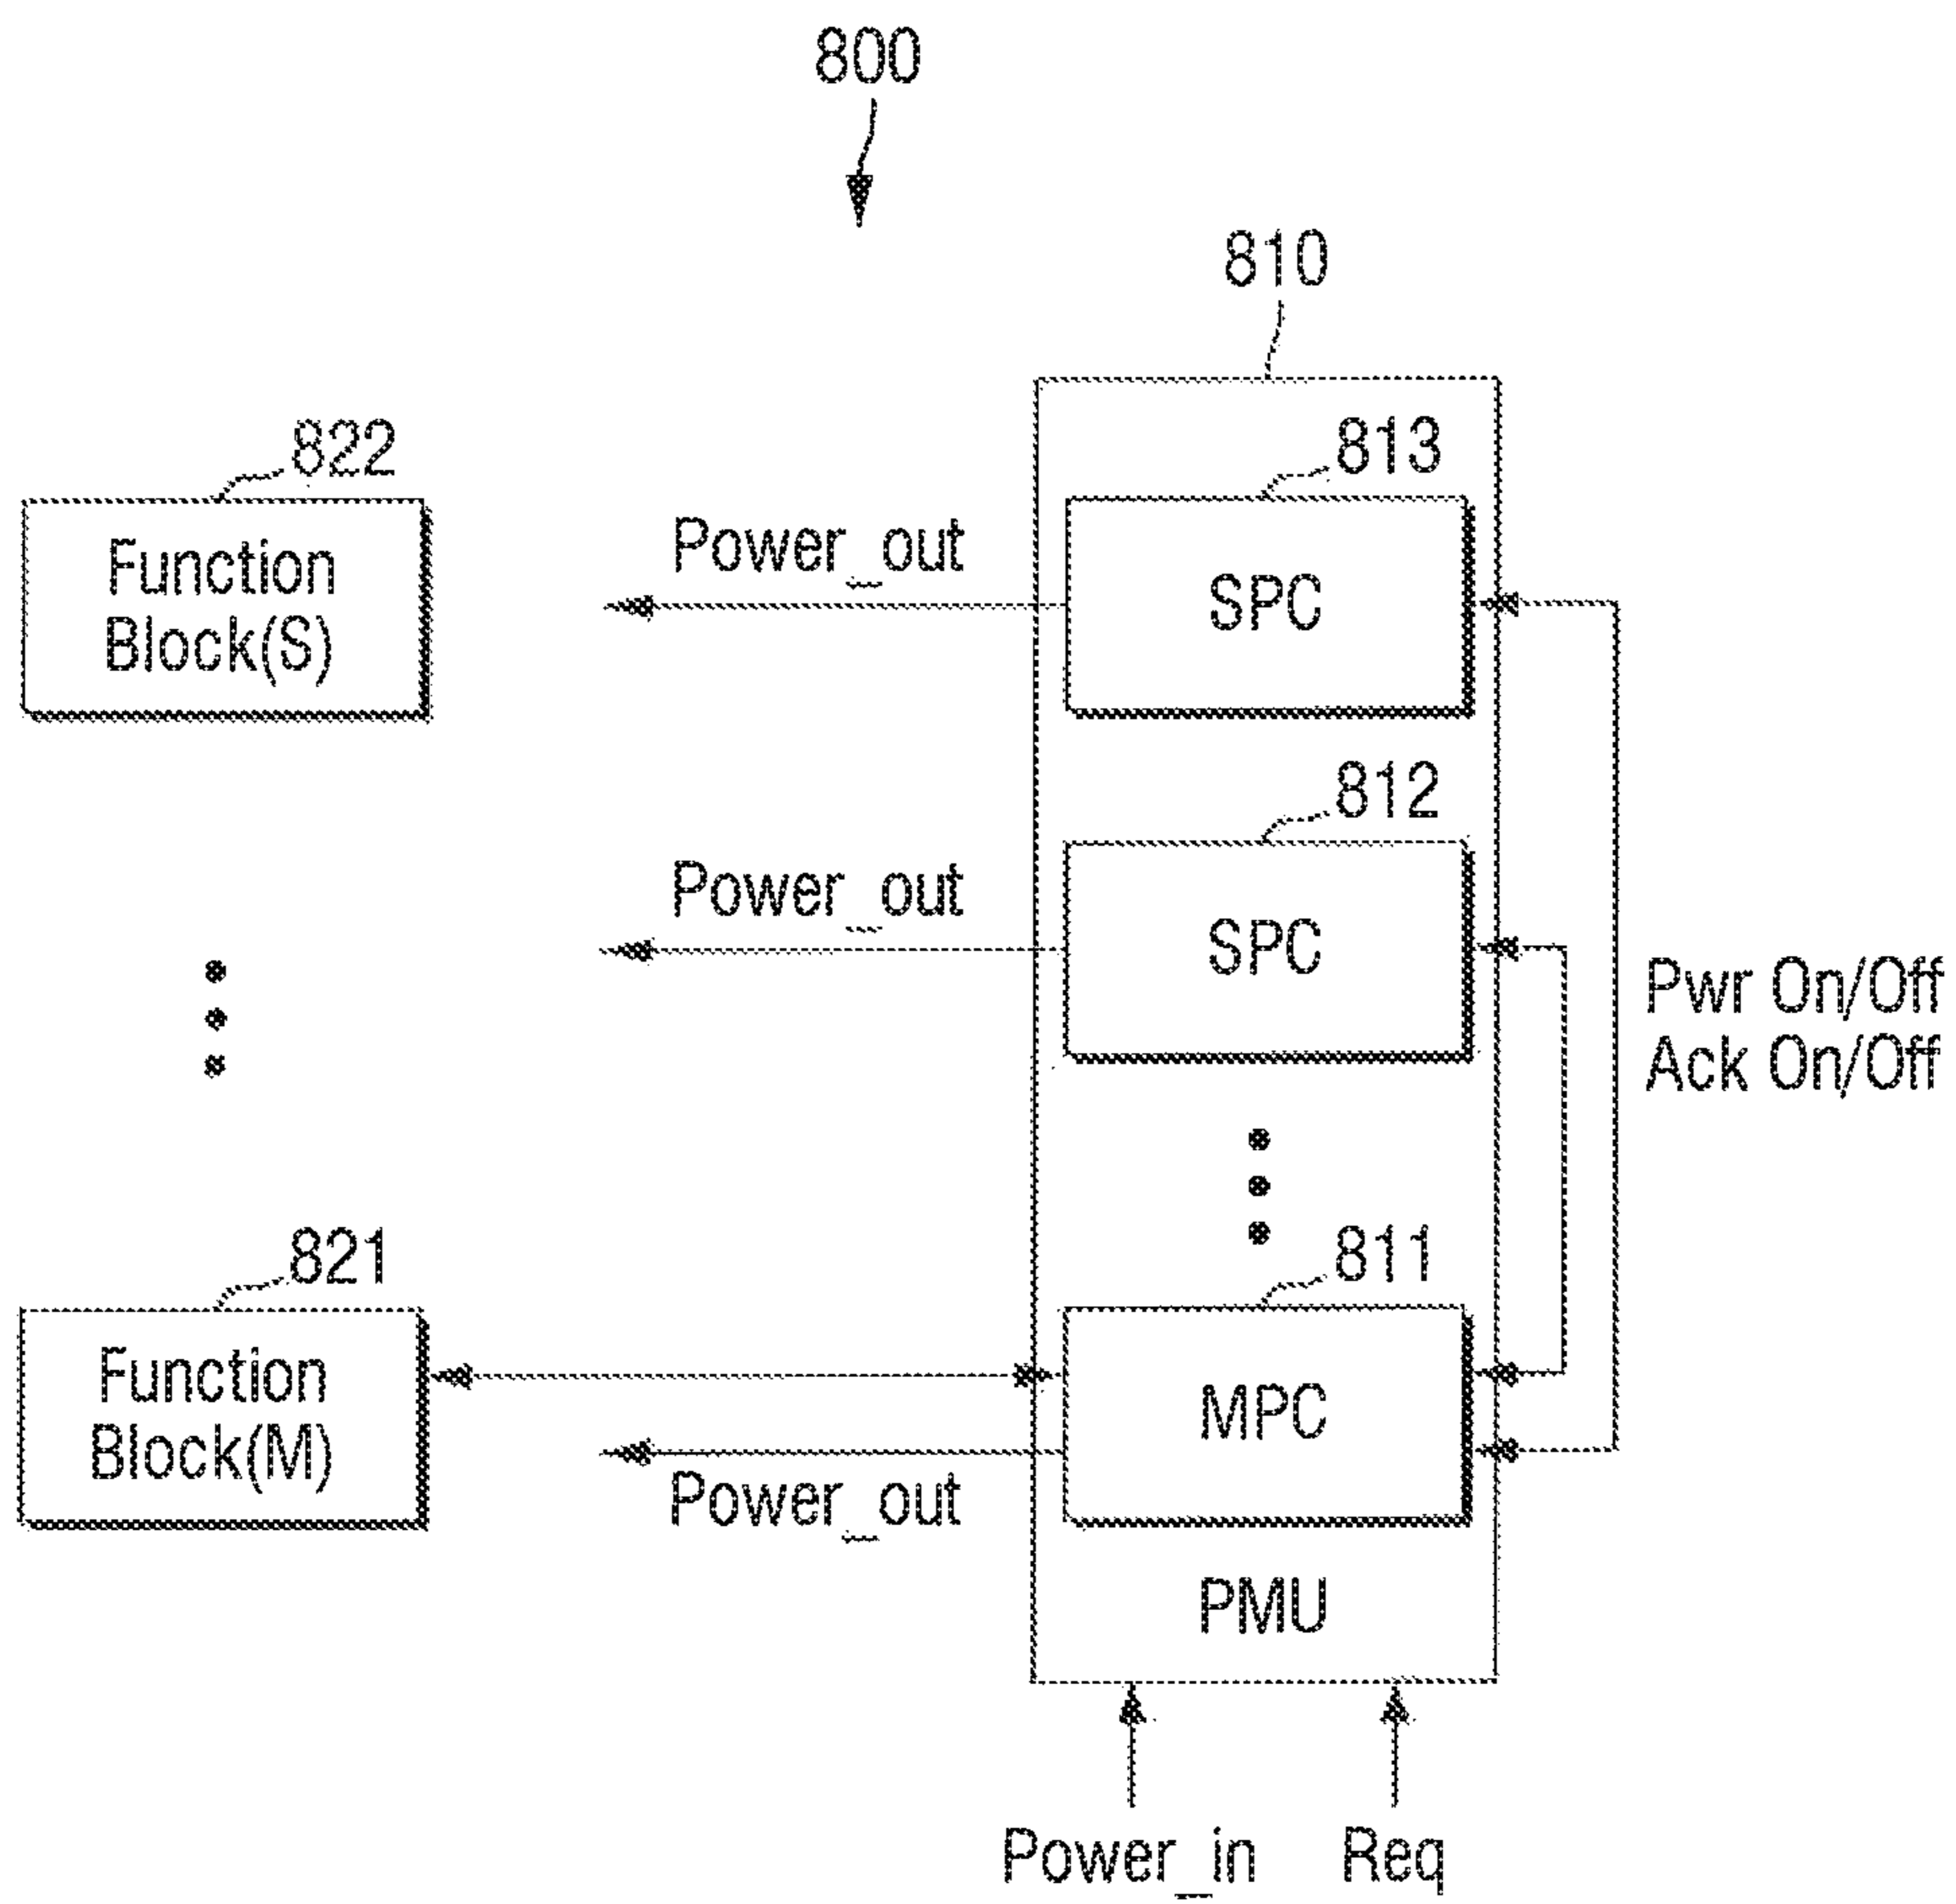 800
810
822
Function
Block(S)
Power_out
813
SPC
Power_out
812
SPC
Pwr On/Off
Ack On/Off
821
Function
Block(M)
Power_out
811
MPC
PMU
Power_in
Req